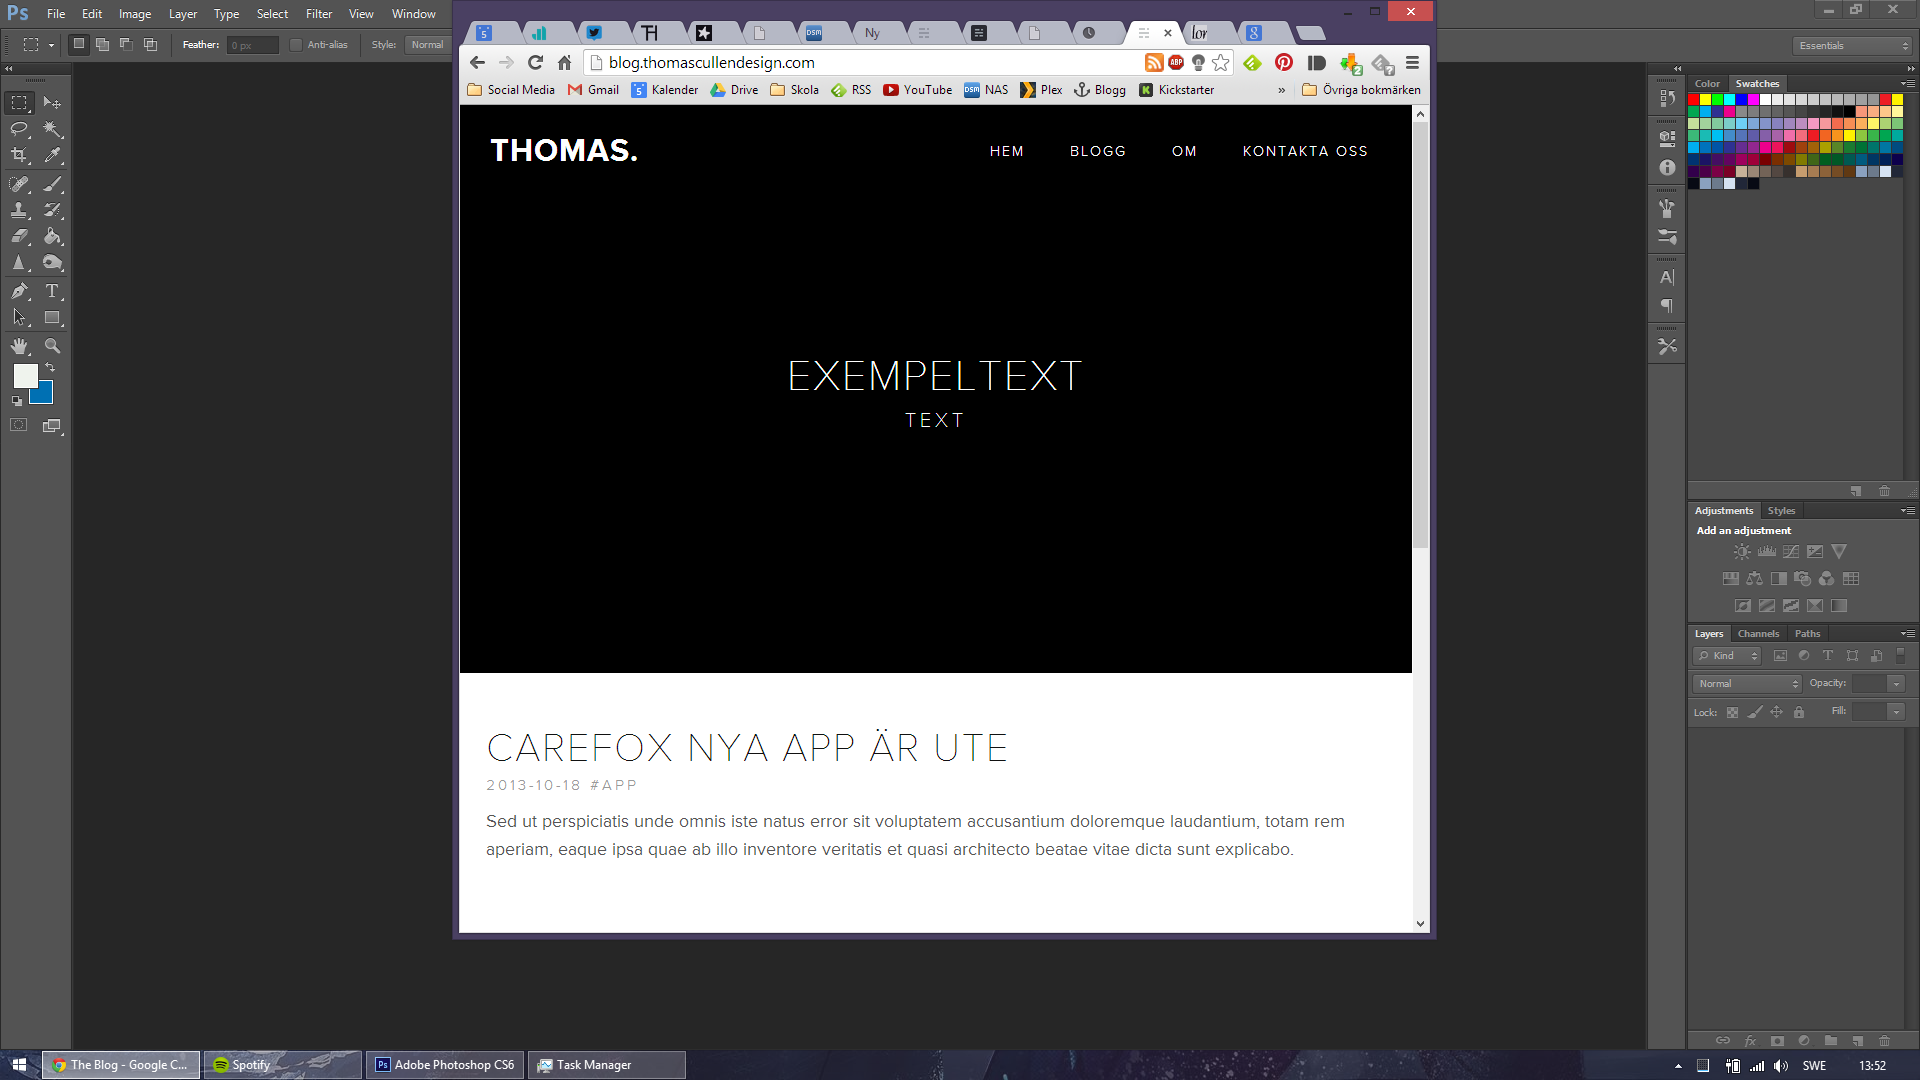 Ps File Edit Image Layer Type Select Filter View Window
Feather: 0 px Anti-alias Style: Normal
Essentials
Ny
blog.thomascullendesign.com
Social Media Gmail Kalender Drive Skola RSS YouTube DSM NAS Plex Blogg Kickstarter » Övriga bokmärken
THOMAS.
HEM BLOGG OM KONTAKTA OSS
EXEMPELTEXT
TEXT
CAREFOX NYA APP ÄR UTE
2013-10-18 #APP
Sed ut perspiciatis unde omnis iste natus error sit voluptatem accusantium doloremque laudantium, totam rem
aperiam, eaque ipsa quae ab illo inventore veritatis et quasi architecto beatae vitae dicta sunt explicabo.
Color Swatches
Adjustments Styles
Add an adjustment
Layers Channels Paths
Kind
Normal Opacity:
Lock: Fill:
The Blog - Google C...
Spotify
Adobe Photoshop CS6
Task Manager
SWE 13:52